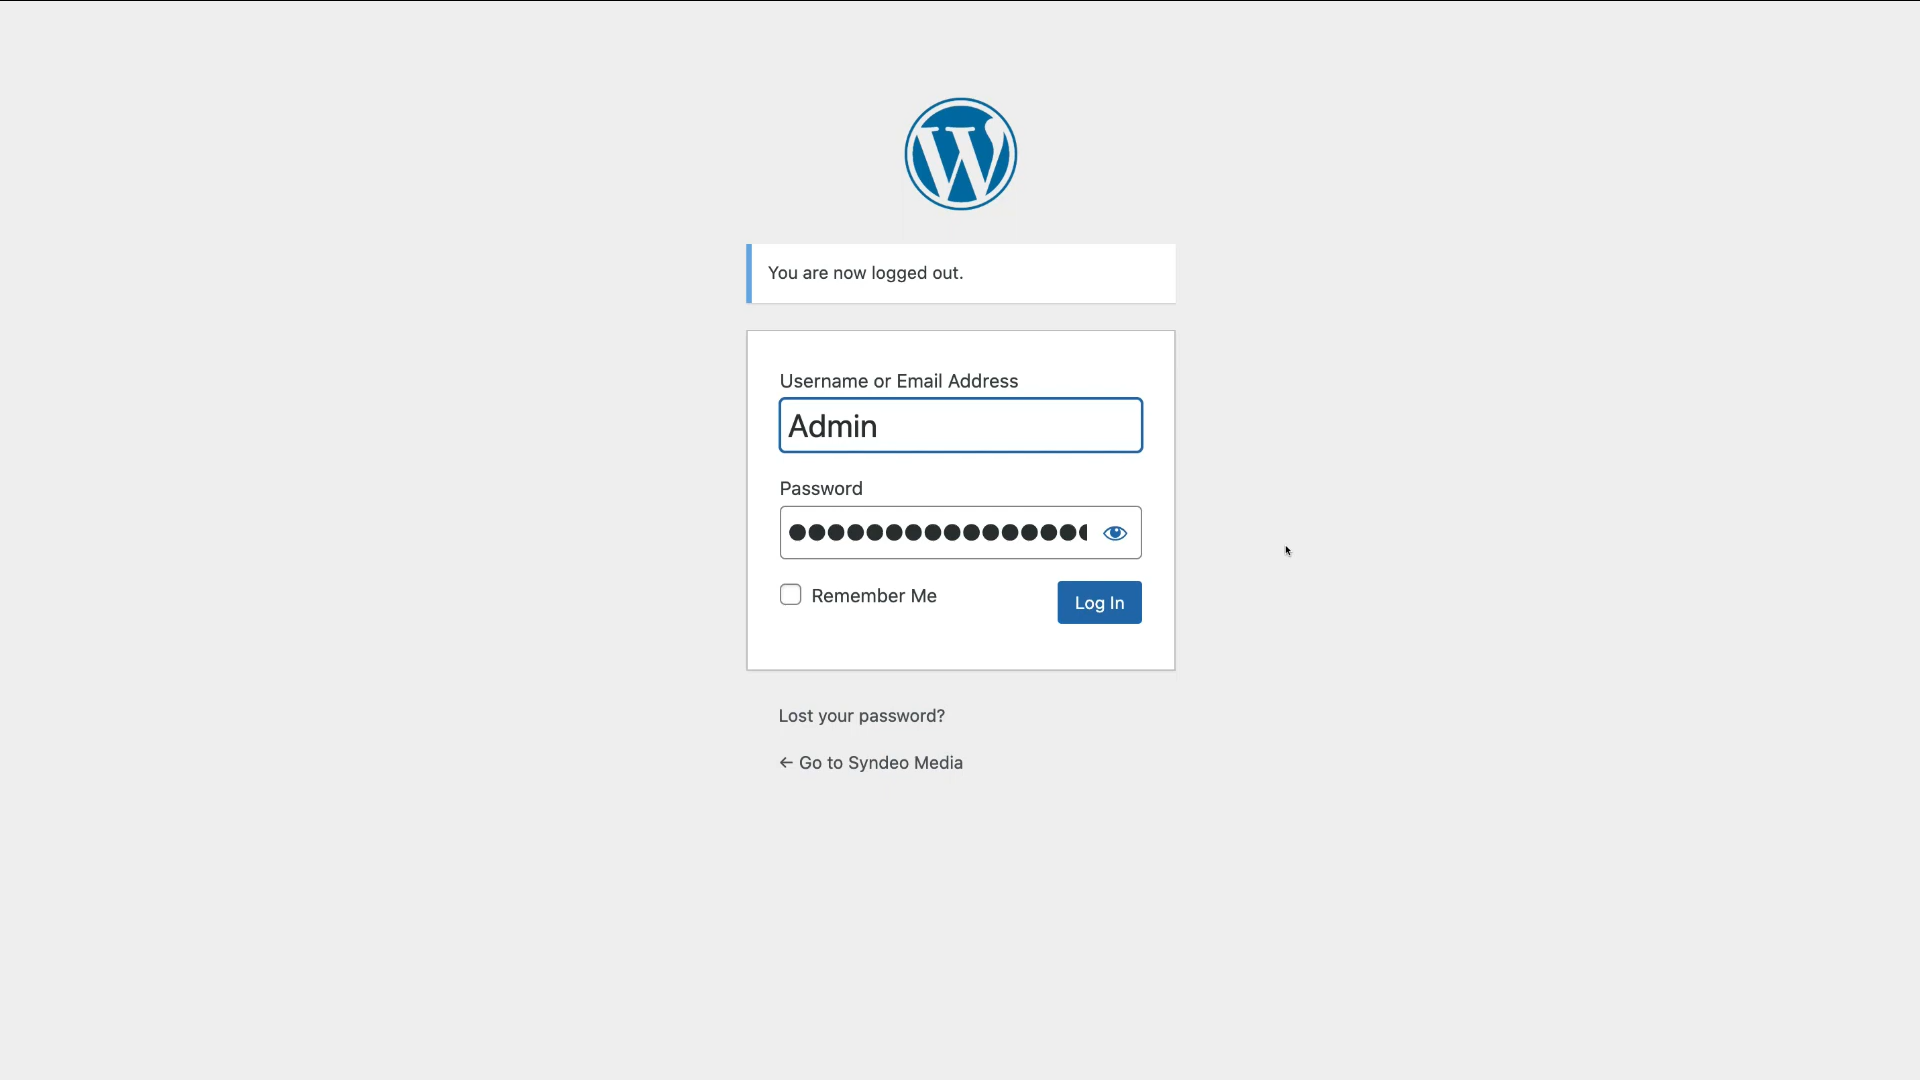 You are now logged out.
Username or Email Address
Admin
Password
Remember Me
Log In
Lost your password?
← Go to Syndeo Media